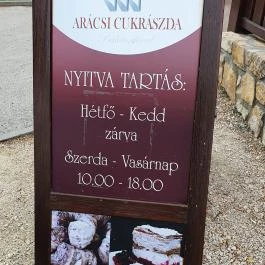 ARÁCSI CUKRÁSZDA
NYITVA TARTÁS:
Hétfő - Kedd
zárva
Szerda - Vasárnap
10.00 - 18.00